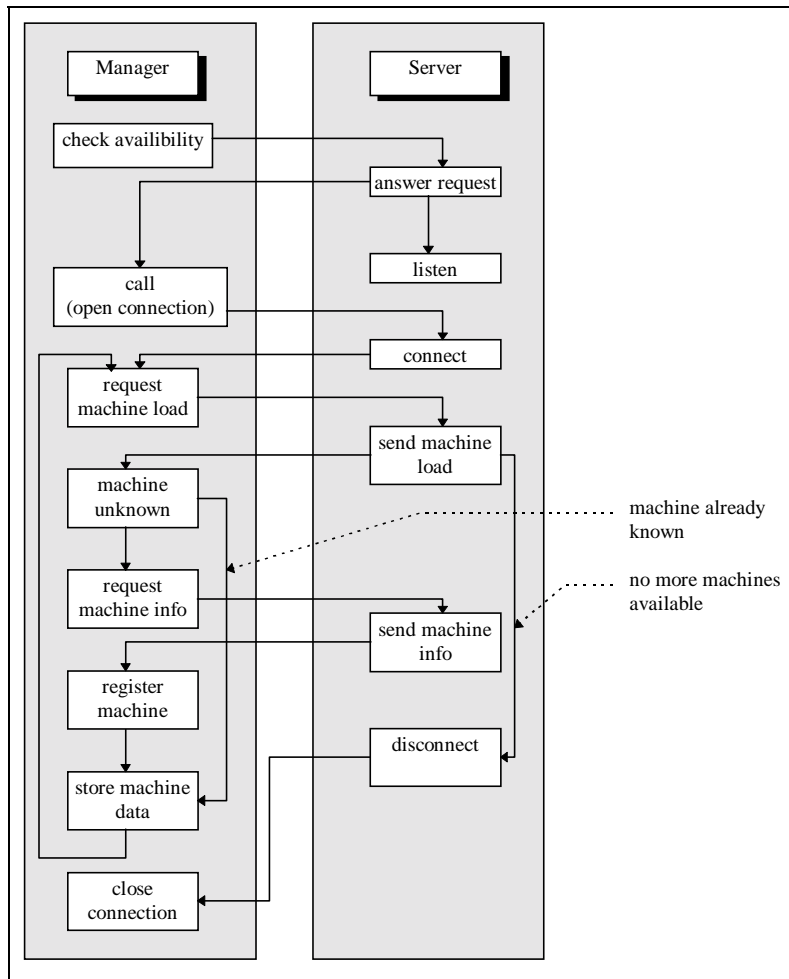 Manager
Server
check availibility
answer request
listen
call
(open connection)
connect
request
machine load
send machine
load
machine
unknown
machine already
known
request
machine info
no more machines
available
send machine
info
register
machine
disconnect
store machine
data
close
connection